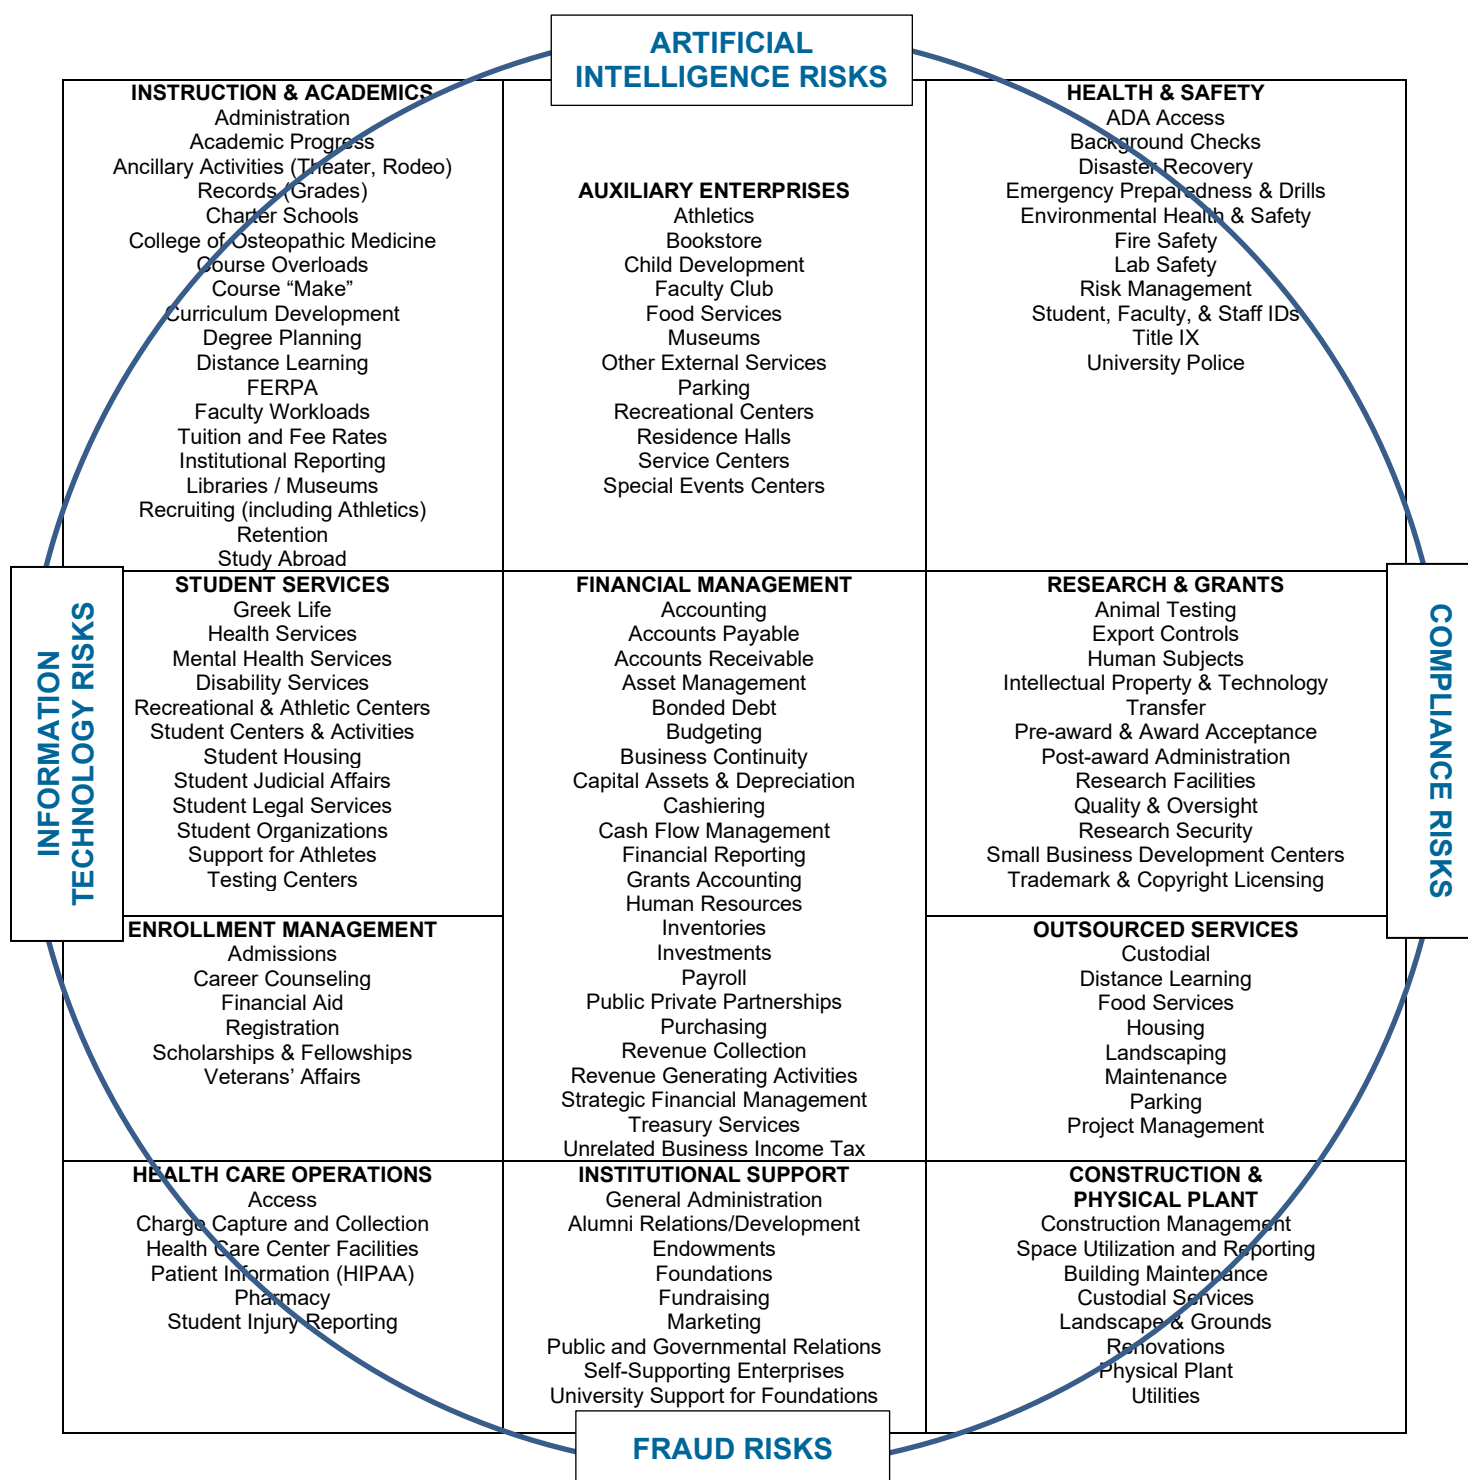 ARTIFICIAL
INTELLIGENCE RISKS
INSTRUCTION & ACADEMICS
Administration
Academic Progress
Ancillary Activities (Theater, Rodeo)
Records (Grades)
Charter Schools
College of Osteopathic Medicine
Course Overloads
Course “Make”
Curriculum Development
Degree Planning
Distance Learning
FERPA
Faculty Workloads
Tuition and Fee Rates
Institutional Reporting
Libraries / Museums
Recruiting (including Athletics)
Retention
Study Abroad
AUXILIARY ENTERPRISES
Athletics
Bookstore
Child Development
Faculty Club
Food Services
Museums
Other External Services
Parking
Recreational Centers
Residence Halls
Service Centers
Special Events Centers
HEALTH & SAFETY
ADA Access
Background Checks
Disaster Recovery
Emergency Preparedness & Drills
Environmental Health & Safety
Fire Safety
Lab Safety
Risk Management
Student, Faculty, & Staff IDs
Title IX
University Police
INFORMATION
TECHNOLOGY RISKS
STUDENT SERVICES
Greek Life
Health Services
Mental Health Services
Disability Services
Recreational & Athletic Centers
Student Centers & Activities
Student Housing
Student Judicial Affairs
Student Legal Services
Student Organizations
Support for Athletes
Testing Centers
FINANCIAL MANAGEMENT
Accounting
Accounts Payable
Accounts Receivable
Asset Management
Bonded Debt
Budgeting
Business Continuity
Capital Assets & Depreciation
Cashiering
Cash Flow Management
Financial Reporting
Grants Accounting
Human Resources
Inventories
Investments
Payroll
Public Private Partnerships
Purchasing
Revenue Collection
Revenue Generating Activities
Strategic Financial Management
Treasury Services
Unrelated Business Income Tax
RESEARCH & GRANTS
Animal Testing
Export Controls
Human Subjects
Intellectual Property & Technology
Transfer
Pre-award & Award Acceptance
Post-award Administration
Research Facilities
Quality & Oversight
Research Security
Small Business Development Centers
Trademark & Copyright Licensing
COMPLIANCE RISKS
ENROLLMENT MANAGEMENT
Admissions
Career Counseling
Financial Aid
Registration
Scholarships & Fellowships
Veterans’ Affairs
OUTSOURCED SERVICES
Custodial
Distance Learning
Food Services
Housing
Landscaping
Maintenance
Parking
Project Management
HEALTH CARE OPERATIONS
Access
Charge Capture and Collection
Health Care Center Facilities
Patient Information (HIPAA)
Pharmacy
Student Injury Reporting
INSTITUTIONAL SUPPORT
General Administration
Alumni Relations/Development
Endowments
Foundations
Fundraising
Marketing
Public and Governmental Relations
Self-Supporting Enterprises
University Support for Foundations
CONSTRUCTION &
PHYSICAL PLANT
Construction Management
Space Utilization and Reporting
Building Maintenance
Custodial Services
Landscape & Grounds
Renovations
Physical Plant
Utilities
FRAUD RISKS